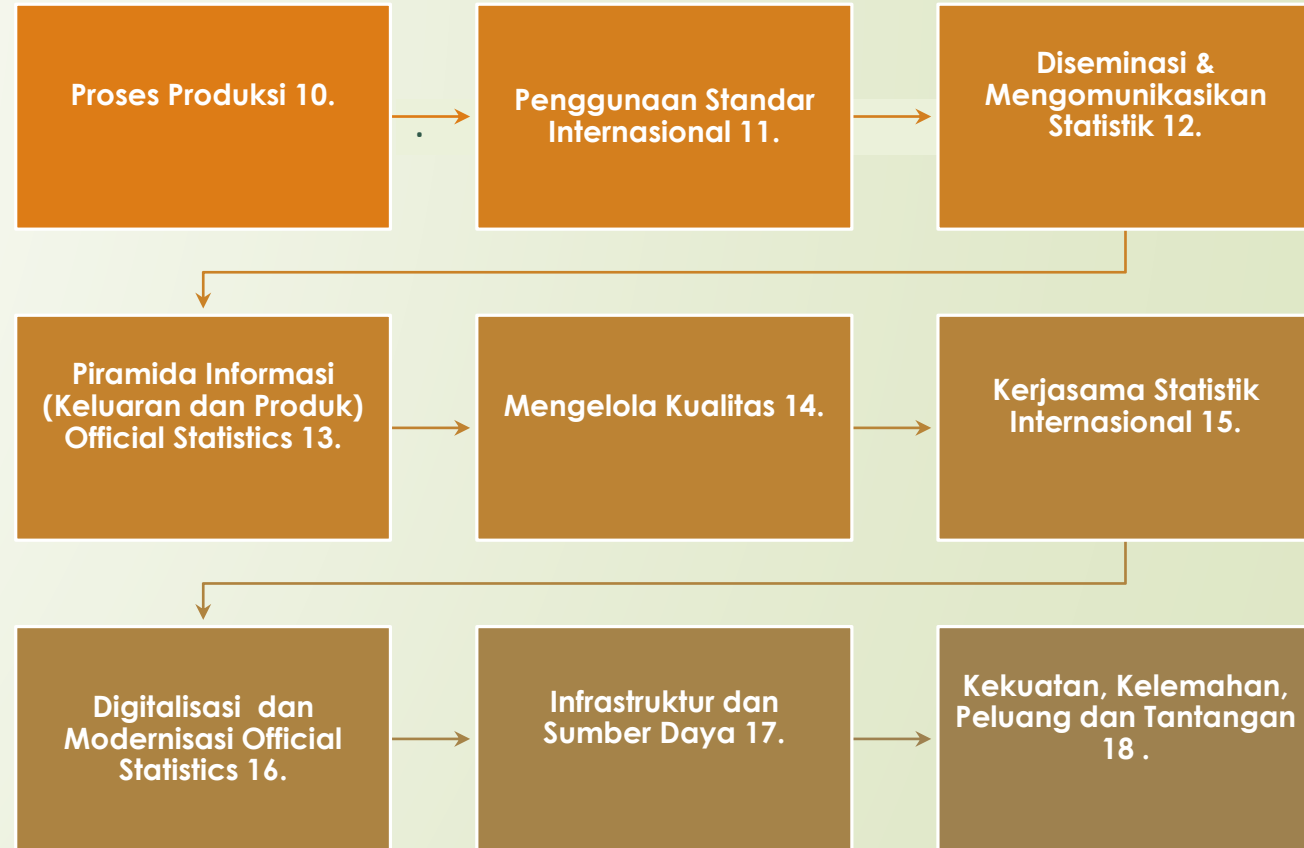 Proses Produksi 10.
.
Penggunaan Standar
Internasional 11.
Diseminasi &
Mengomunikasikan
Statistik 12.
Piramida Informasi
(Keluaran dan Produk)
Official Statistics 13.
Mengelola Kualitas 14.
Kerjasama Statistik
Internasional 15.
Digitalisasi  dan
Modernisasi Official
Statistics 16.
Infrastruktur dan
Sumber Daya 17.
Kekuatan, Kelemahan,
Peluang dan Tantangan
18 .